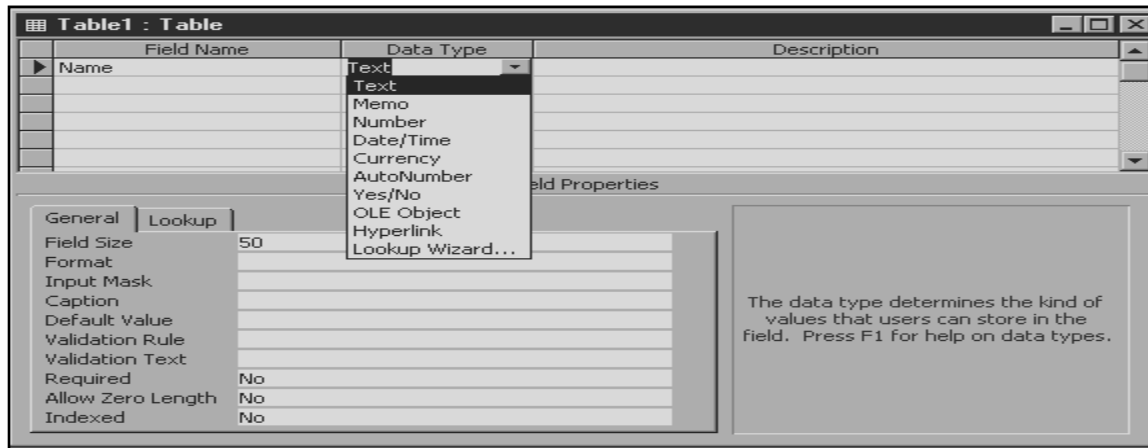 Table1 : Table
Field Name Data Type Description
Name Text
Text
Memo
Number
Date/Time
Currency
AutoNumber
Yes/No
OLE Object
Hyperlink
Lookup Wizard...
eld Properties
General Lookup
Field Size 50
Format
Input Mask
Caption
Default Value
Validation Rule
Validation Text
Required No
Allow Zero Length No
Indexed No
The data type determines the kind of
values that users can store in the
field. Press F1 for help on data types.